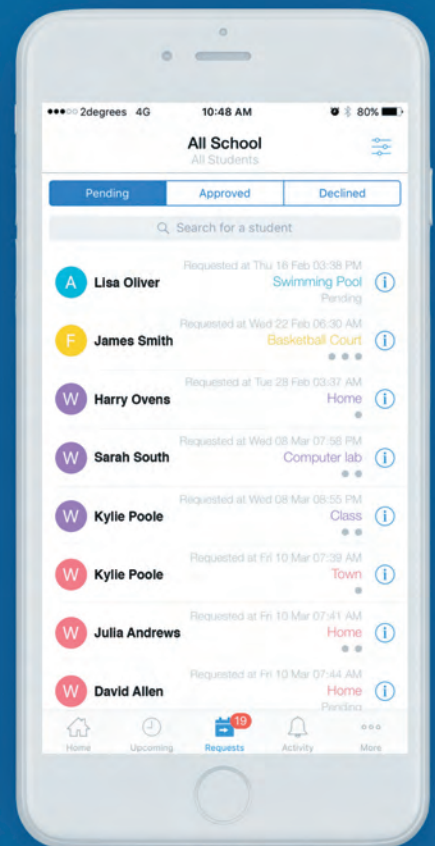 2degrees 4G 10:48 AM 80%
All School
All Students
Pending Approved Declined
Search for a student
Requested at Thu 16 Feb 03:38 PM
A Lisa Oliver Swimming Pool
Pending
Requested at Wed 22 Feb 06:30 AM
F James Smith Basketball Court
Requested at Tue 28 Feb 03:37 AM
W Harry Ovens Home
Requested at Wed 08 Mar 07:58 PM
W Sarah South Computer lab
Requested at Wed 08 Mar 08:55 PM
W Kylie Poole Class
Requested at Fri 10 Mar 07:39 AM
W Kylie Poole Town
Requested at Fri 10 Mar 07:41 AM
W Julia Andrews Home
Requested at Fri 10 Mar 07:44 AM
W David Allen Home
Pending
19
Home Upcoming Requests Activity More